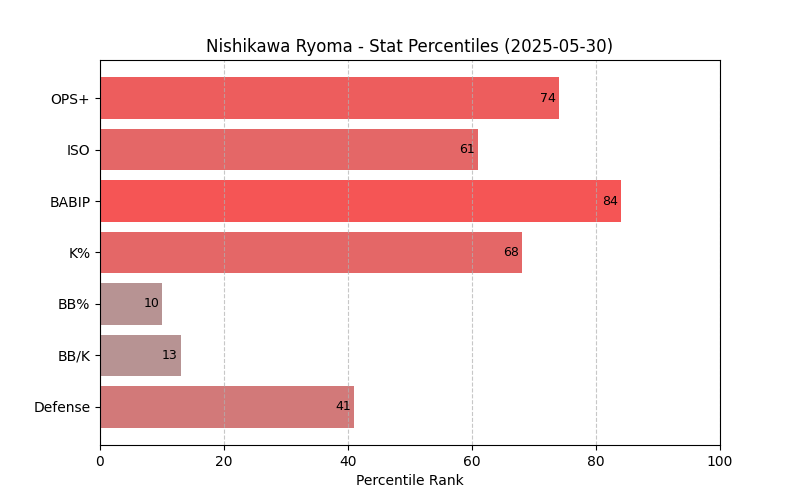 Nishikawa Ryoma - Stat Percentiles (2025-05-30)
OPS+ 74
ISO 61
BABIP 84
K% 68
BB% 10
BB/K 13
Defense 41
0 20 40 60 80 100
Percentile Rank